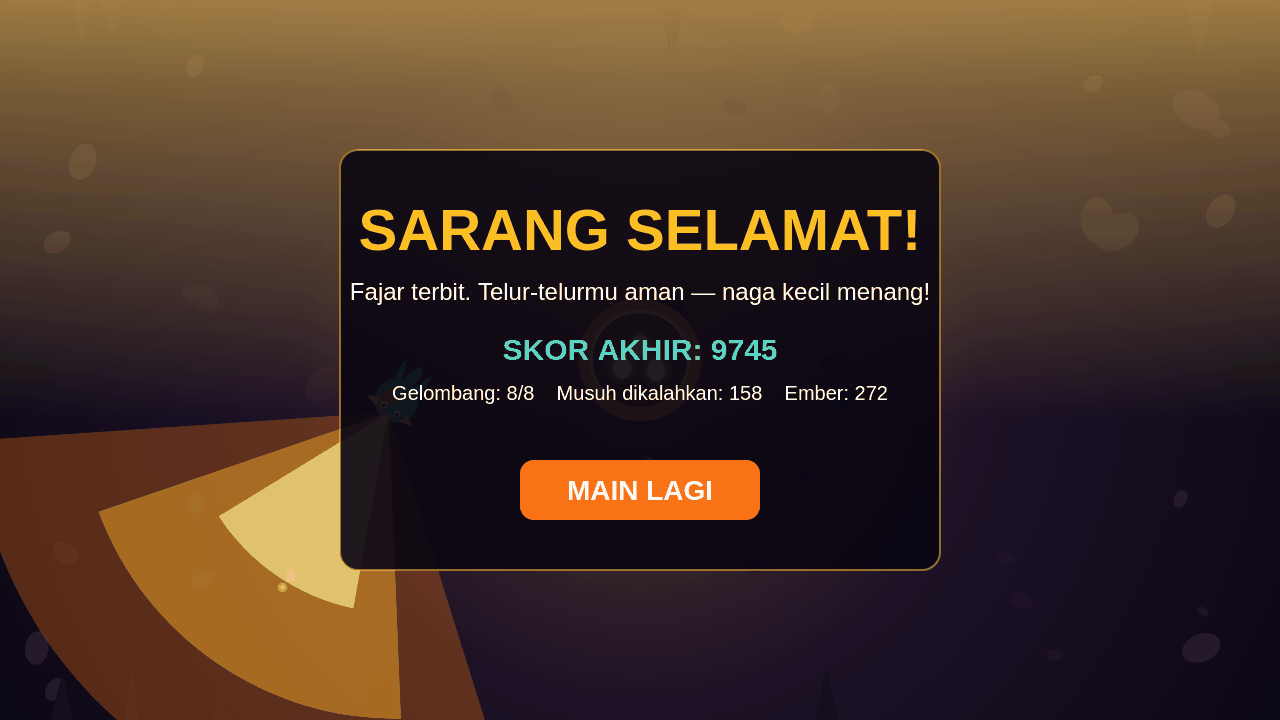 SARANG SELAMAT!
Fajar terbit. Telur-telurmu aman — naga kecil menang!
SKOR AKHIR: 9745
Gelombang: 8/8    Musuh dikalahkan: 158    Ember: 272
MAIN LAGI